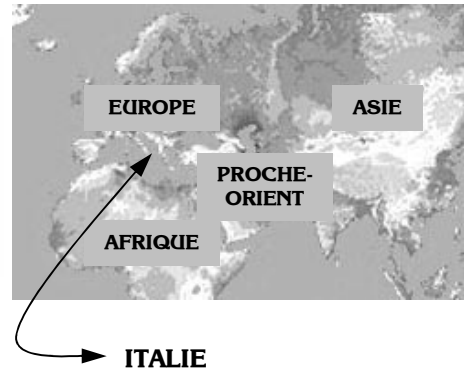 EUROPE
ASIE
PROCHE-
ORIENT
AFRIQUE
ITALIE